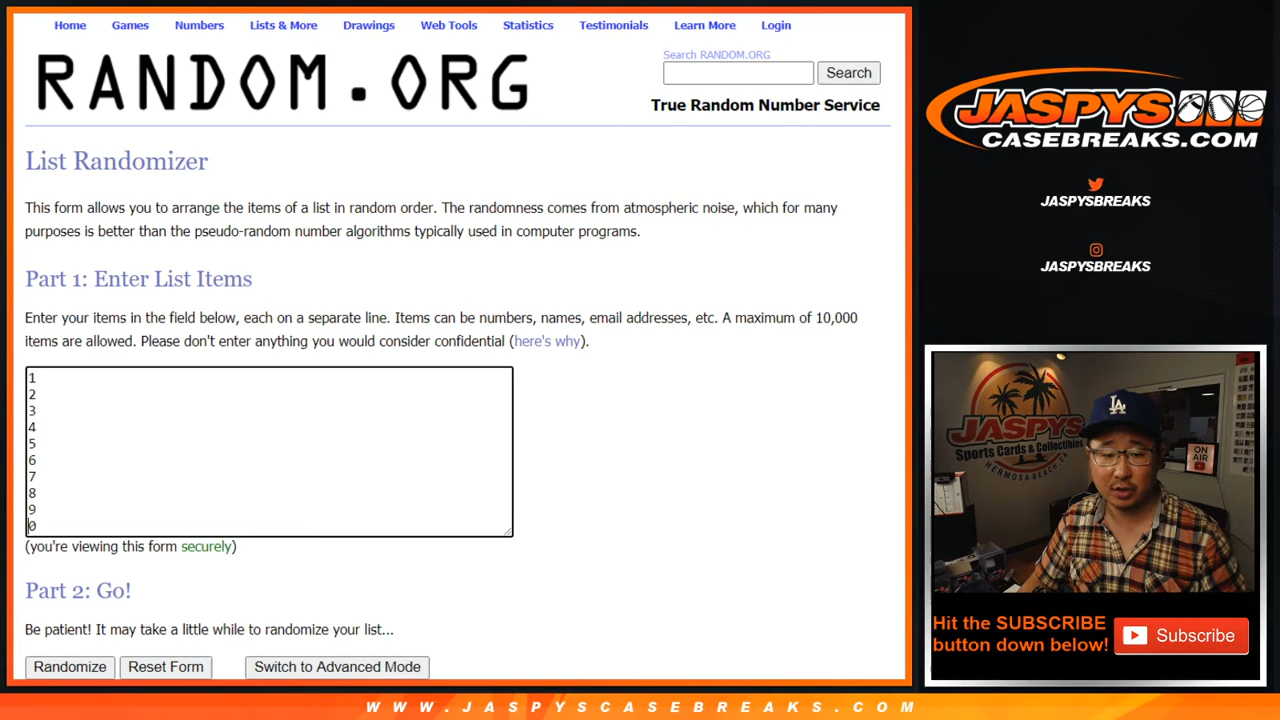 Home Games Numbers Lists & More Drawings Web Tools Statistics Testimonials Learn More Login
RANDOM.ORG
Search RANDOM.ORG
Search
True Random Number Service
List Randomizer
This form allows you to arrange the items of a list in random order. The randomness comes from atmospheric noise, which for many
purposes is better than the pseudo-random number algorithms typically used in computer programs.
Part 1: Enter List Items
Enter your items in the field below, each on a separate line. Items can be numbers, names, email addresses, etc. A maximum of 10,000
items are allowed. Please don't enter anything you would consider confidential (here's why).
1
2
3
4
5
6
7
8
9
0
(you're viewing this form securely)
Part 2: Go!
Be patient! It may take a little while to randomize your list...
Randomize Reset Form Switch to Advanced Mode
JASPYS
CASEBREAKS.COM
JASPYSBREAKS
JASPYSBREAKS
JASPYS
Sports Cards & Collectibles
HERMOSA BEACH, CA
LA
ON
AIR
Hit the SUBSCRIBE
button down below!
Subscribe
WWW.JASPYSCASEBREAKS.COM